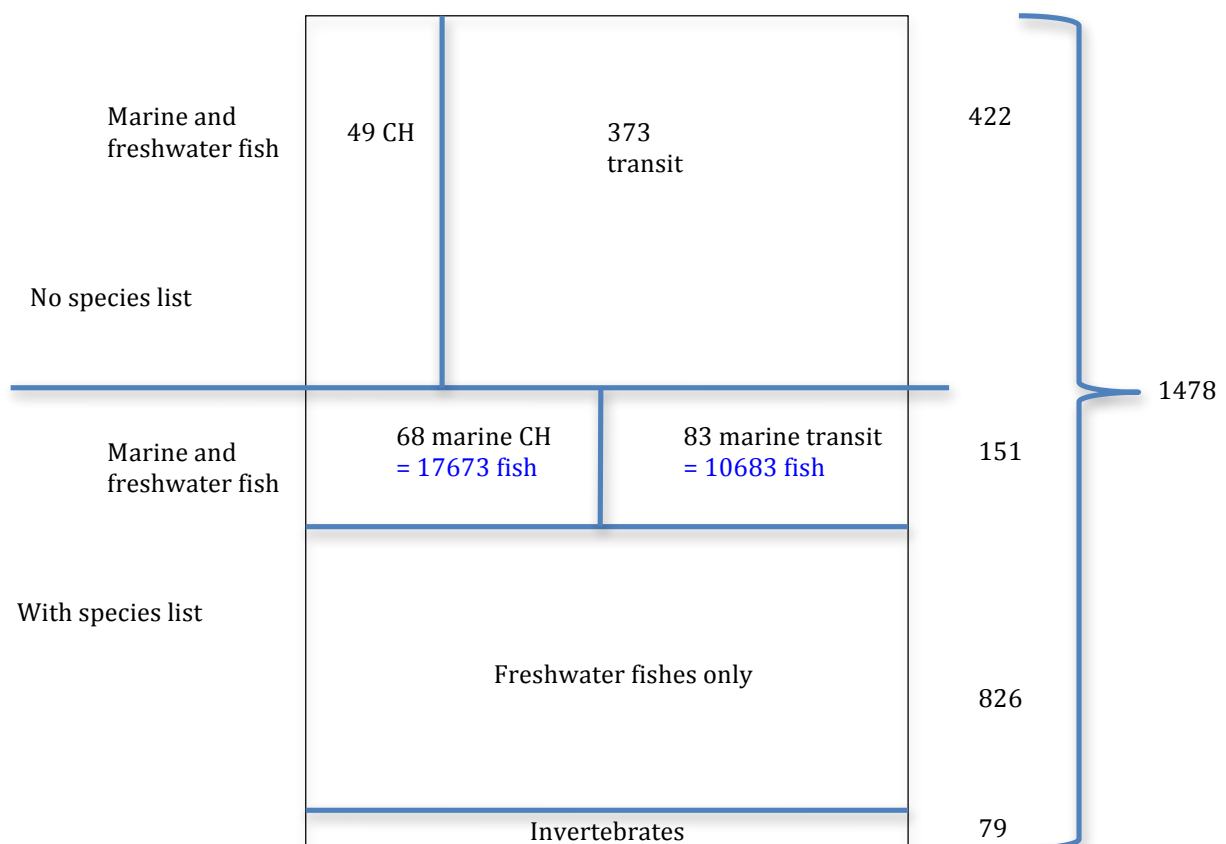 Marine and
freshwater fish
49 CH
373
transit
422
No species list
1478
Marine and
freshwater fish
68 marine CH
= 17673 fish
83 marine transit
= 10683 fish
151
With species list
Freshwater fishes only
826
Invertebrates
79